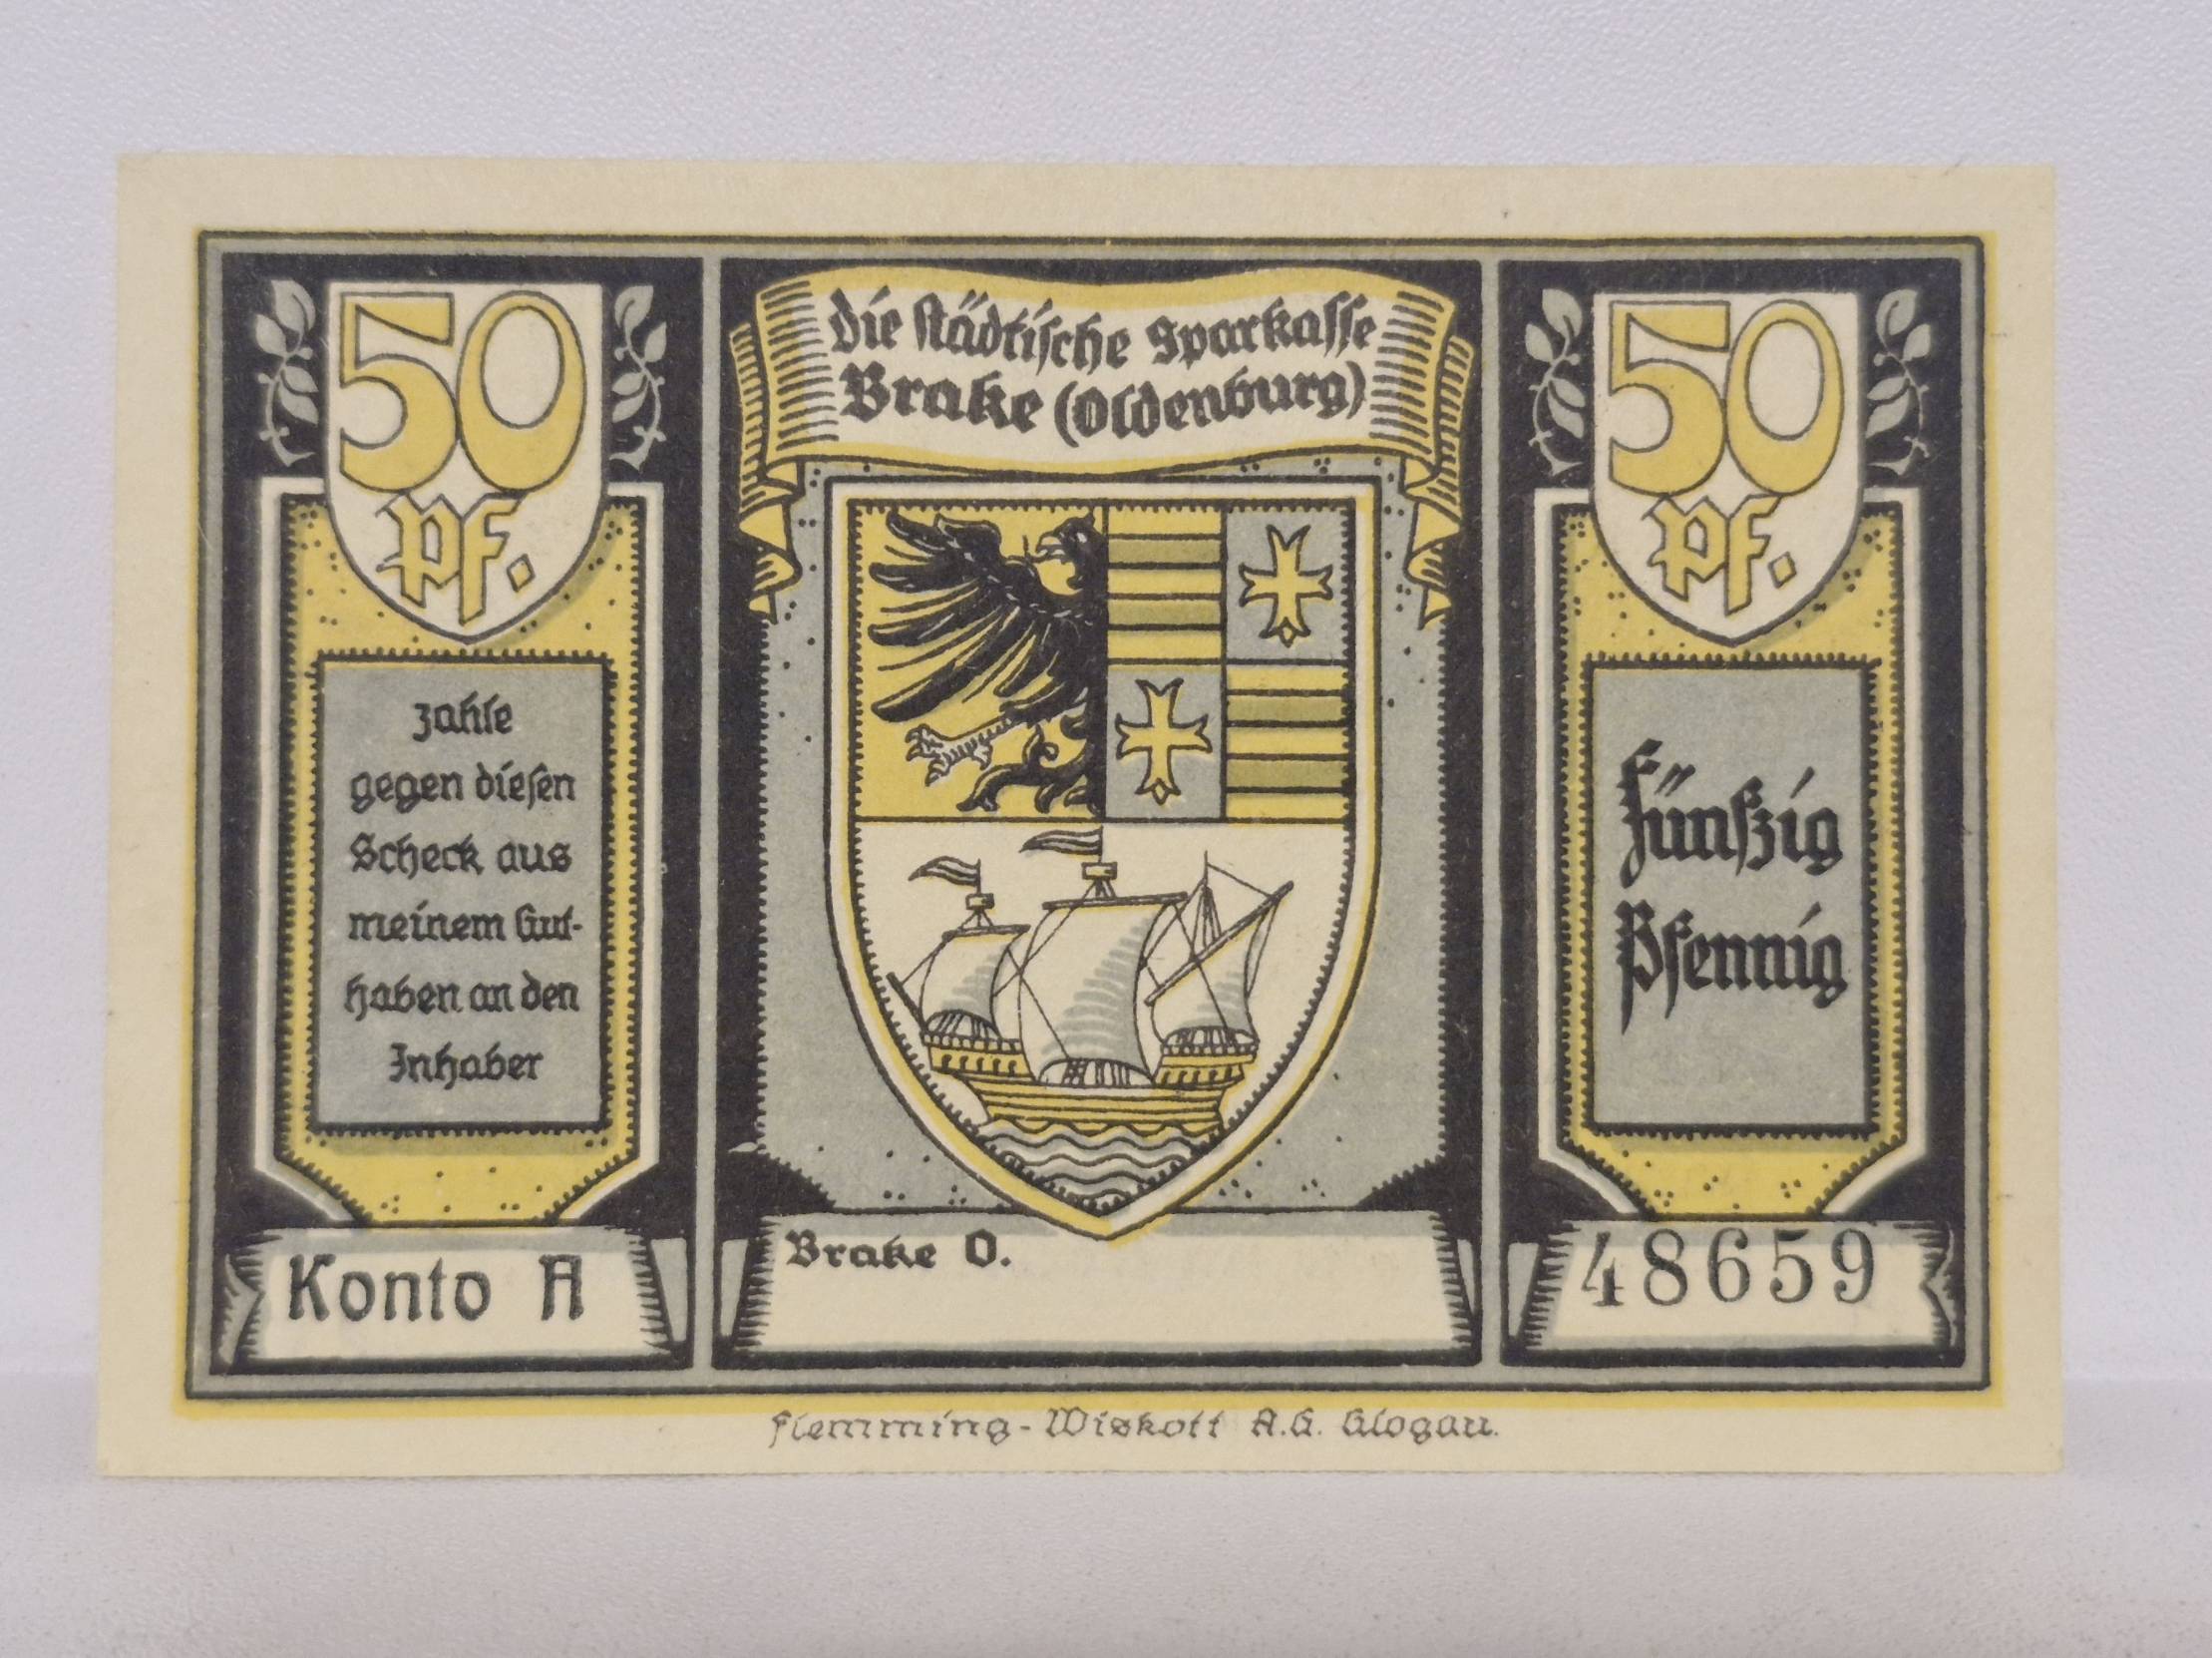 50
Pf.
zahle
gegen diesen
Scheck aus
meinem Gut-
haben an den
Inhaber
Konto A
die städtische Sparkasse
Brake (Oldenburg)
Brake O.
50
Pf.
Fünfzig
Pfennig
48659
Flemming-Wiskott A.G. Glogau.